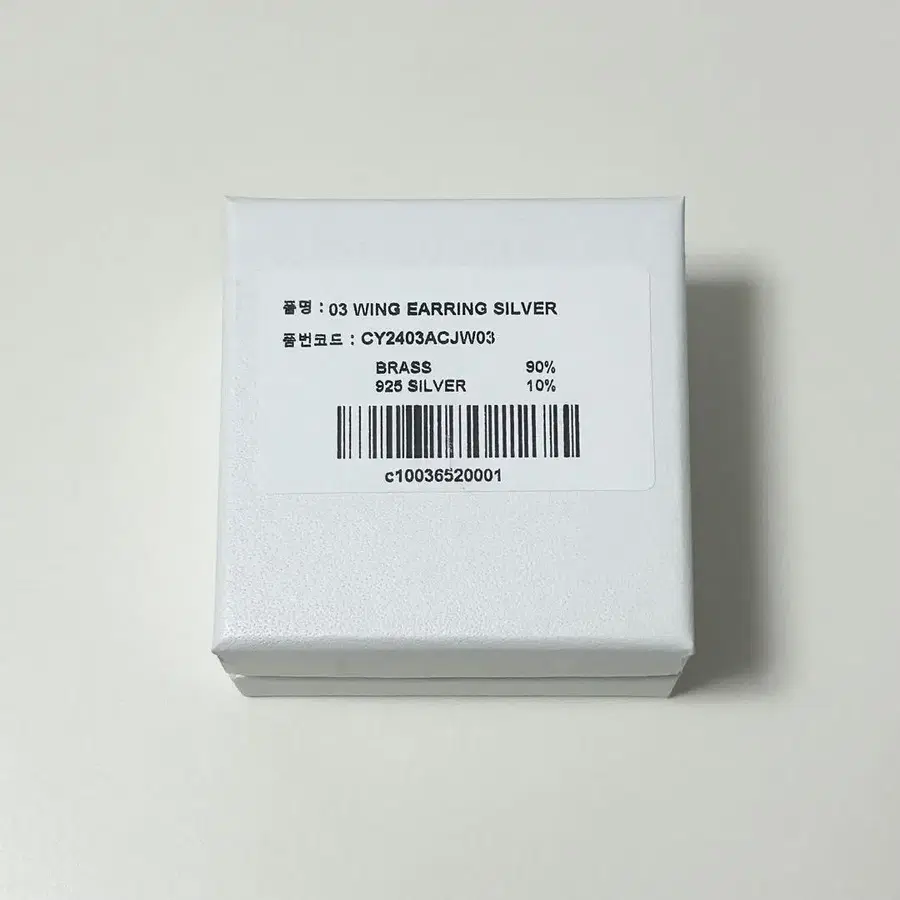 품명 : 03 WING EARRING SILVER
품번코드 : CY2403ACJW03
BRASS 90%
925 SILVER 10%
c10036520001